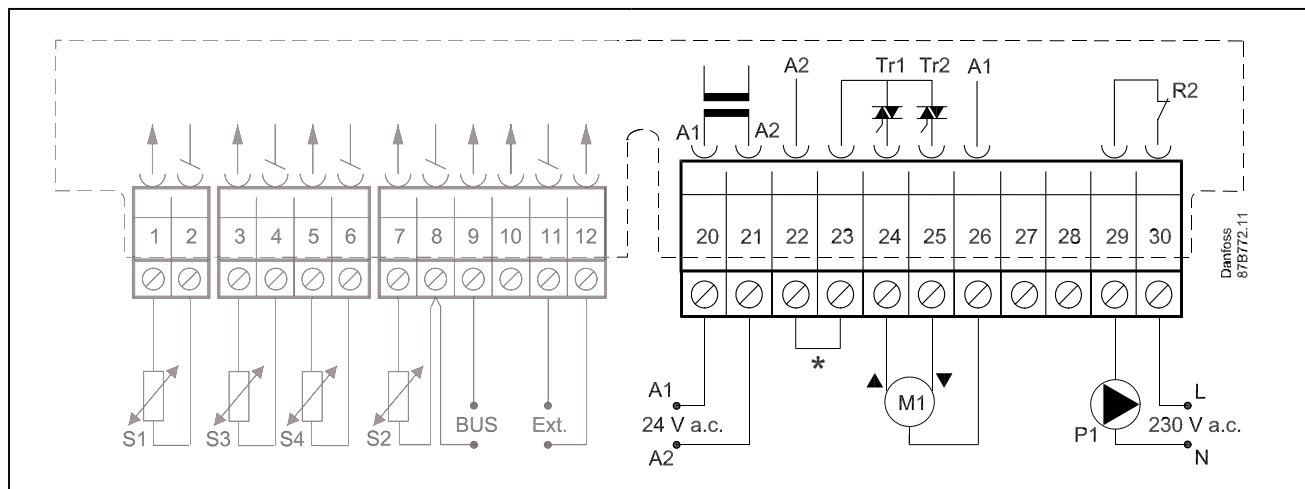 A2 Tr1 Tr2 A1
R2
A1 A2
1 2 3 4 5 6 7 8 9 10 11 12
20 21 22 23 24 25 26 27 28 29 30
Danfoss
87B772.11
*
A1
24 V a.c.
A2
M1
P1
L
230 V a.c.
N
S1 S3 S4 S2 BUS Ext.